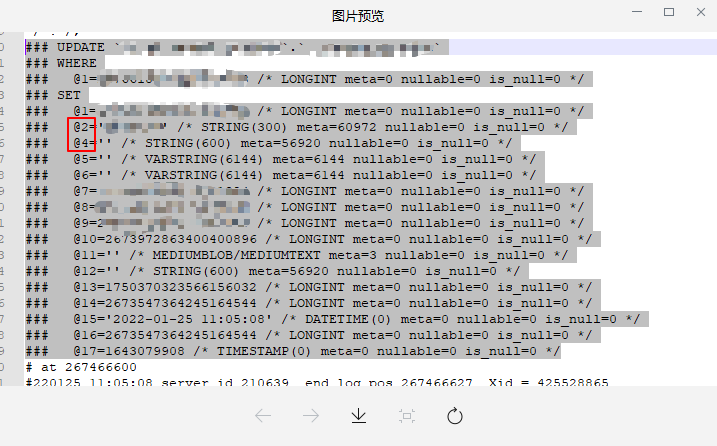 图片预览
### UPDATE ` `.` `
### WHERE
### @1= /* LONGINT meta=0 nullable=0 is_null=0 */
### SET
### @1= /* LONGINT meta=0 nullable=0 is_null=0 */
### @2=' ' /* STRING(300) meta=60972 nullable=0 is_null=0 */
### @4='' /* STRING(600) meta=56920 nullable=0 is_null=0 */
### @5='' /* VARSTRING(6144) meta=6144 nullable=0 is_null=0 */
### @6='' /* VARSTRING(6144) meta=6144 nullable=0 is_null=0 */
### @7= /* LONGINT meta=0 nullable=0 is_null=0 */
### @8= /* LONGINT meta=0 nullable=0 is_null=0 */
### @9= /* LONGINT meta=0 nullable=0 is_null=0 */
### @10=2673972863400400896 /* LONGINT meta=0 nullable=0 is_null=0 */
### @11='' /* MEDIUMBLOB/MEDIUMTEXT meta=3 nullable=0 is_null=0 */
### @12='' /* STRING(600) meta=56920 nullable=0 is_null=0 */
### @13=1750370323566156032 /* LONGINT meta=0 nullable=0 is_null=0 */
### @14=2673547364245164544 /* LONGINT meta=0 nullable=0 is_null=0 */
### @15='2022-01-25 11:05:08' /* DATETIME(0) meta=0 nullable=0 is_null=0 */
### @16=2673547364245164544 /* LONGINT meta=0 nullable=0 is_null=0 */
### @17=1643079908 /* TIMESTAMP(0) meta=0 nullable=0 is_null=0 */
# at 267466600
#220125 11:05:08 server id 210639 end_log_pos 267466627 Xid = 425528865